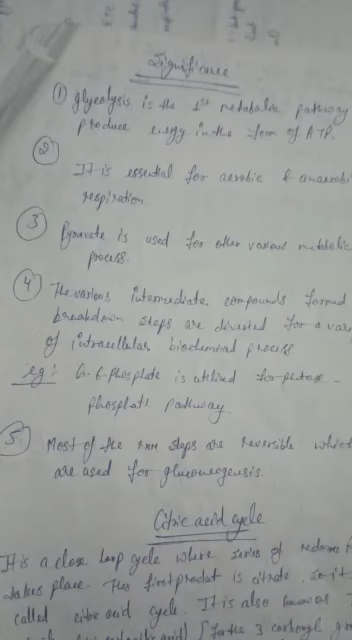 Significance
① glycolysis is the 1st metabolic pathway
produce energy in the form of ATP.
②
It is essential for aerobic & anaerobi
respiration
③ Pyruvate is used for other various metabolic
process.
④ The various intermediate compounds formed
breakdown steps are diverted for a vari
of intracellular biochemical process
eg: G-6-Phosphate is utilized for pentose -
phosphate pathway.
5. Most of the rxn steps are reversible which
are used for gluconeogensis.
Citric acid cycle
It is a close loop cycle where series of
takes place. The first product is citrate. so it
called citric acid cycle. It is also known as